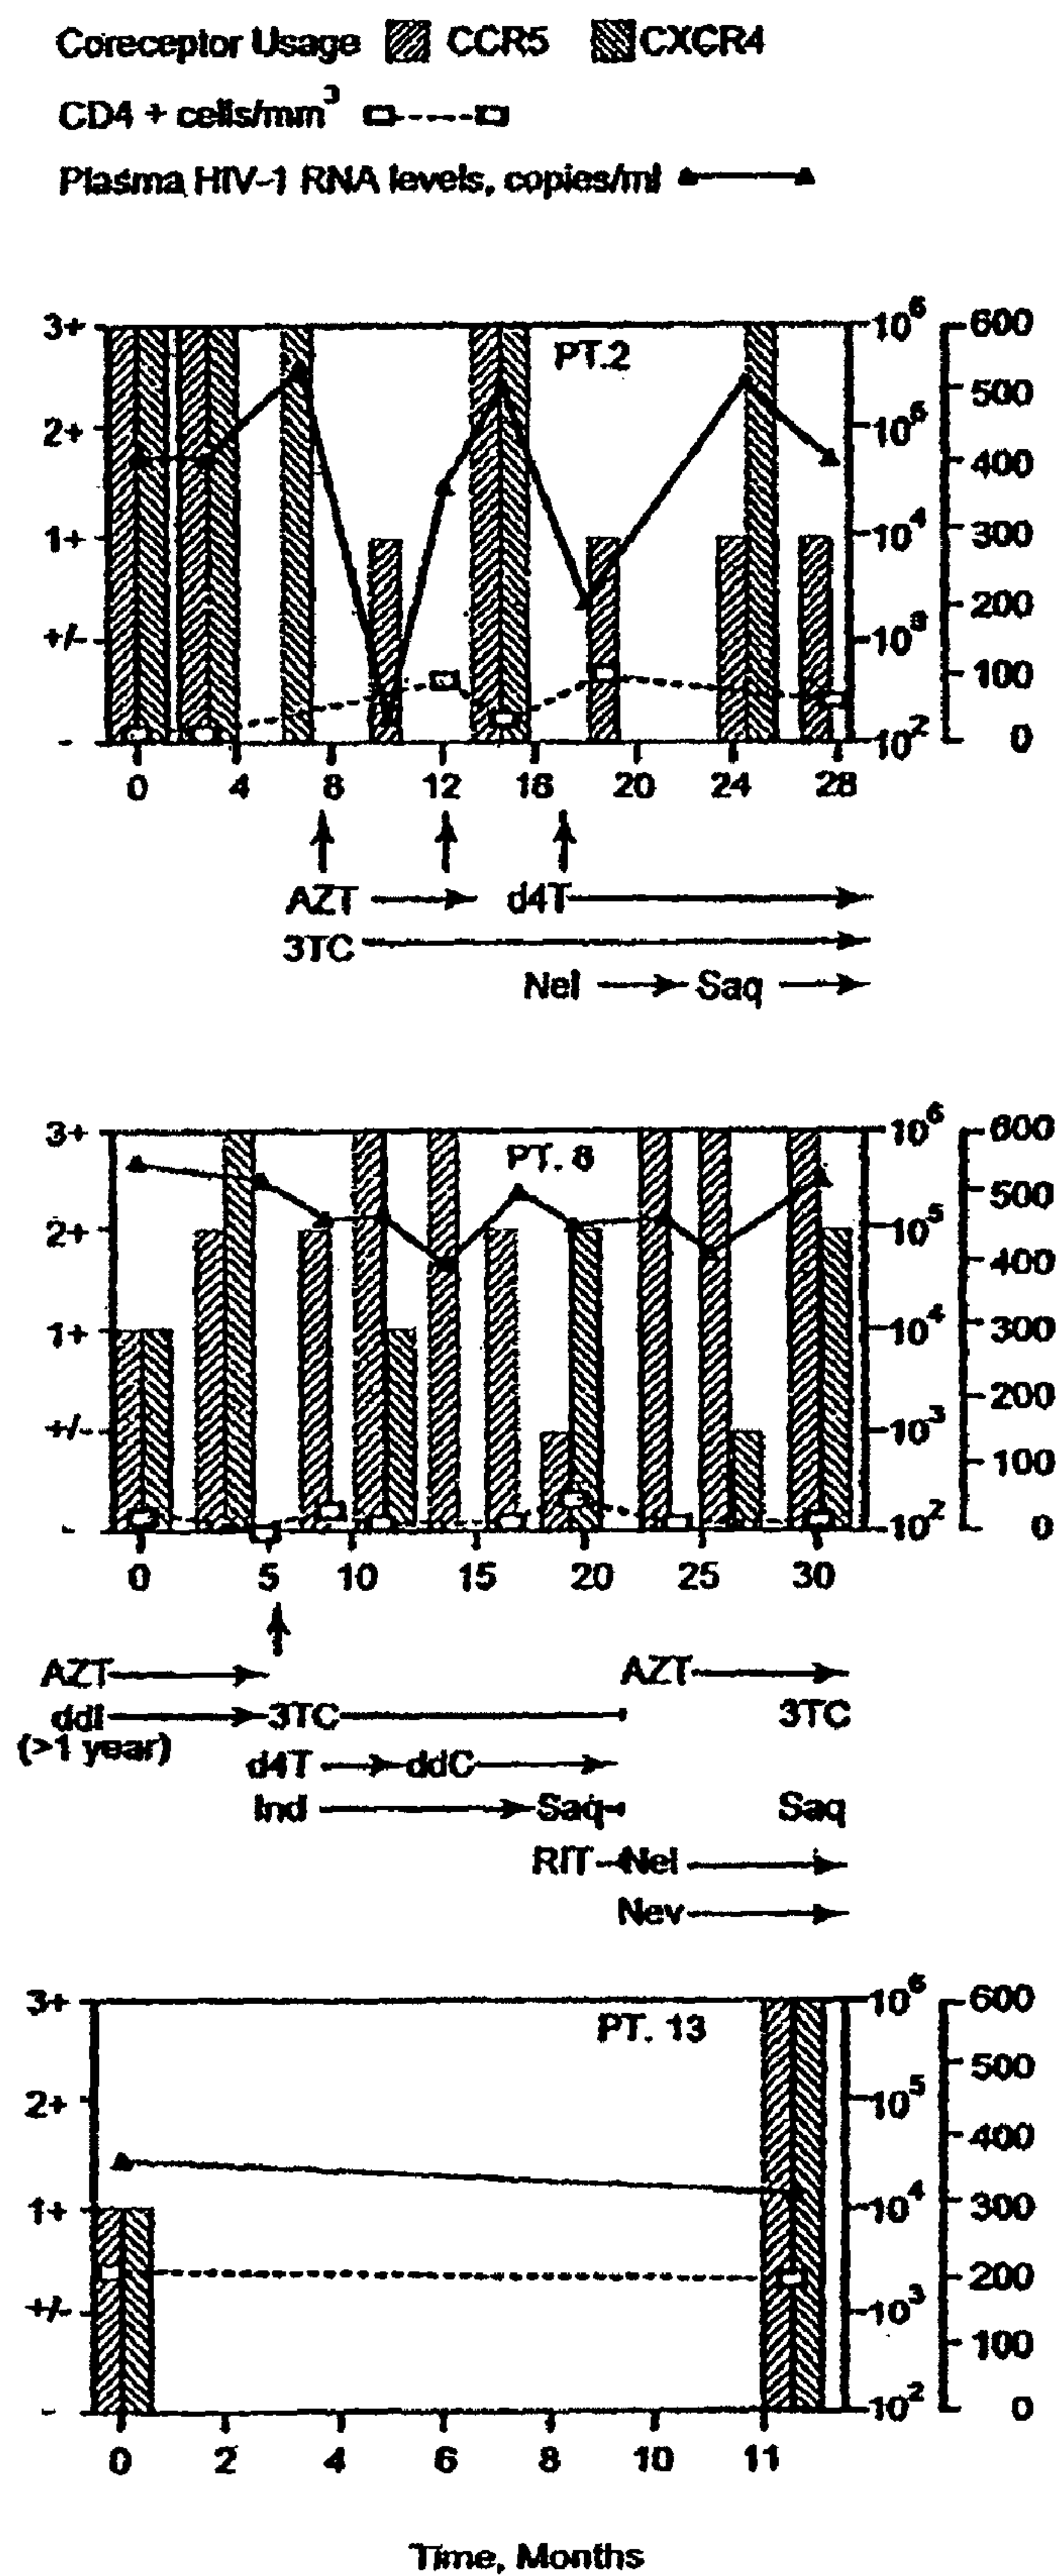 Coreceptor Usage CCR5 CXCR4
CD4 + cells/mm³
Plasma HIV-1 RNA levels, copies/ml
3+ PT.2 10⁶ 600
500
2+ 10⁵ 400
1+ 10⁴ 300
200
+/- 10³ 100
- 10² 0
0 4 8 12 16 20 24 28
AZT d4T
3TC
Nel Saq
3+ PT. 8 10⁶ 600
500
2+ 10⁵ 400
1+ 10⁴ 300
200
+/- 10³ 100
- 10² 0
0 5 10 15 20 25 30
AZT AZT
ddI 3TC 3TC
(>1 year)
d4T ddC
Ind Saq Saq
RIT Nel
Nev
3+ PT. 13 10⁶ 600
500
2+ 10⁵ 400
1+ 10⁴ 300
200
+/- 10³ 100
- 10² 0
0 2 4 6 8 10 11
Time, Months